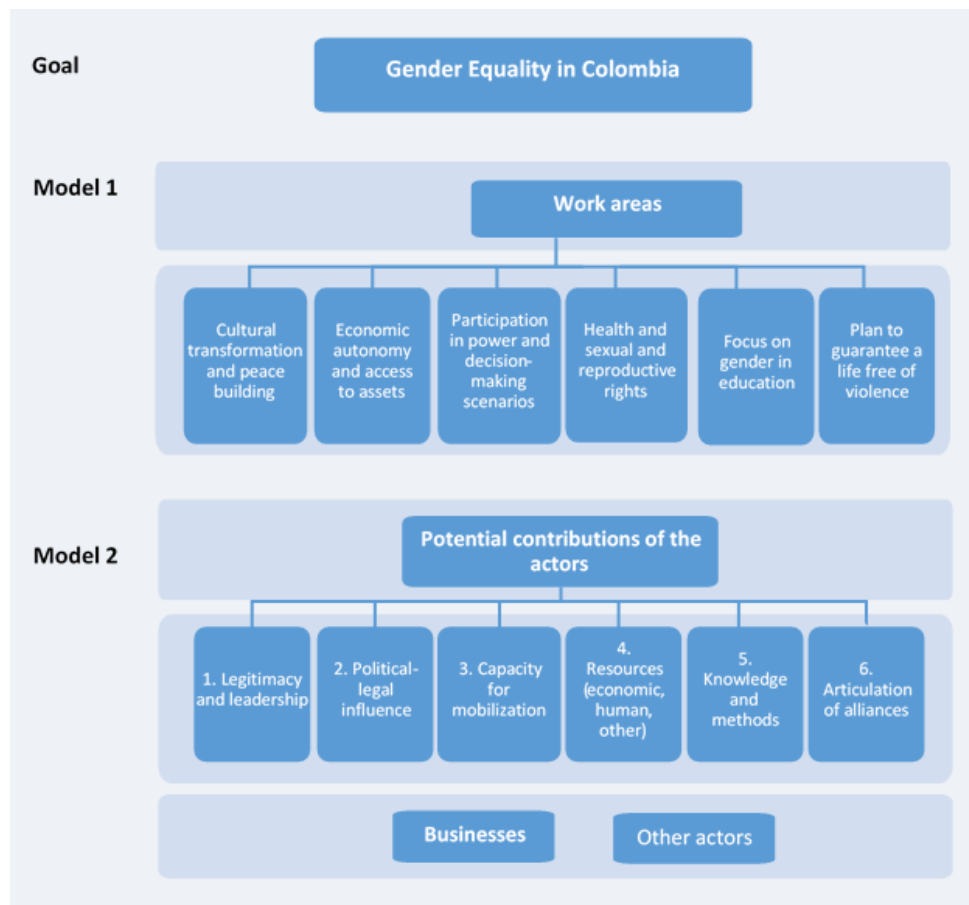 Goal
Gender Equality in Colombia
Model 1
Work areas
Cultural
transformation
and peace
building
Economic
autonomy
and access
to assets
Participation
in power and
decision-
making
scenarios
Health and
sexual and
reproductive
rights
Focus on
gender in
education
Plan to
guarantee a
life free of
violence
Model 2
Potential contributions of the
actors
1. Legitimacy
and leadership
2. Political-
legal
influence
3. Capacity
for
mobilization
4.
Resources
(economic,
human,
other)
5.
Knowledge
and
methods
6.
Articulation
of alliances
Businesses
Other actors